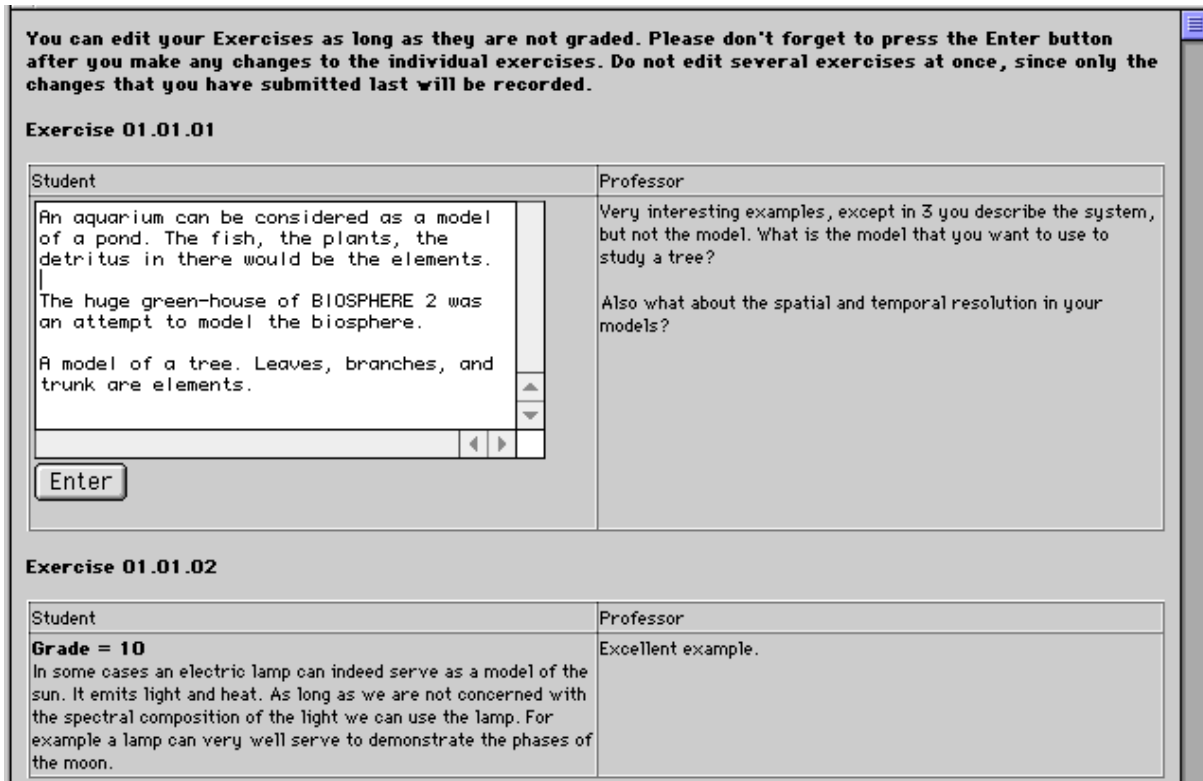 You can edit your Exercises as long as they are not graded. Please don't forget to press the Enter button
after you make any changes to the individual exercises. Do not edit several exercises at once, since only the
changes that you have submitted last will be recorded.
Exercise 01.01.01
Student
Professor
An aquarium can be considered as a model
of a pond. The fish, the plants, the
detritus in there would be the elements.
The huge green-house of BIOSPHERE 2 was
an attempt to model the biosphere.
A model of a tree. Leaves, branches, and
trunk are elements.
Enter
Very interesting examples, except in 3 you describe the system,
but not the model. What is the model that you want to use to
study a tree?
Also what about the spatial and temporal resolution in your
models?
Exercise 01.01.02
Student
Professor
Grade = 10
In some cases an electric lamp can indeed serve as a model of the
sun. It emits light and heat. As long as we are not concerned with
the spectral composition of the light we can use the lamp. For
example a lamp can very well serve to demonstrate the phases of
the moon.
Excellent example.